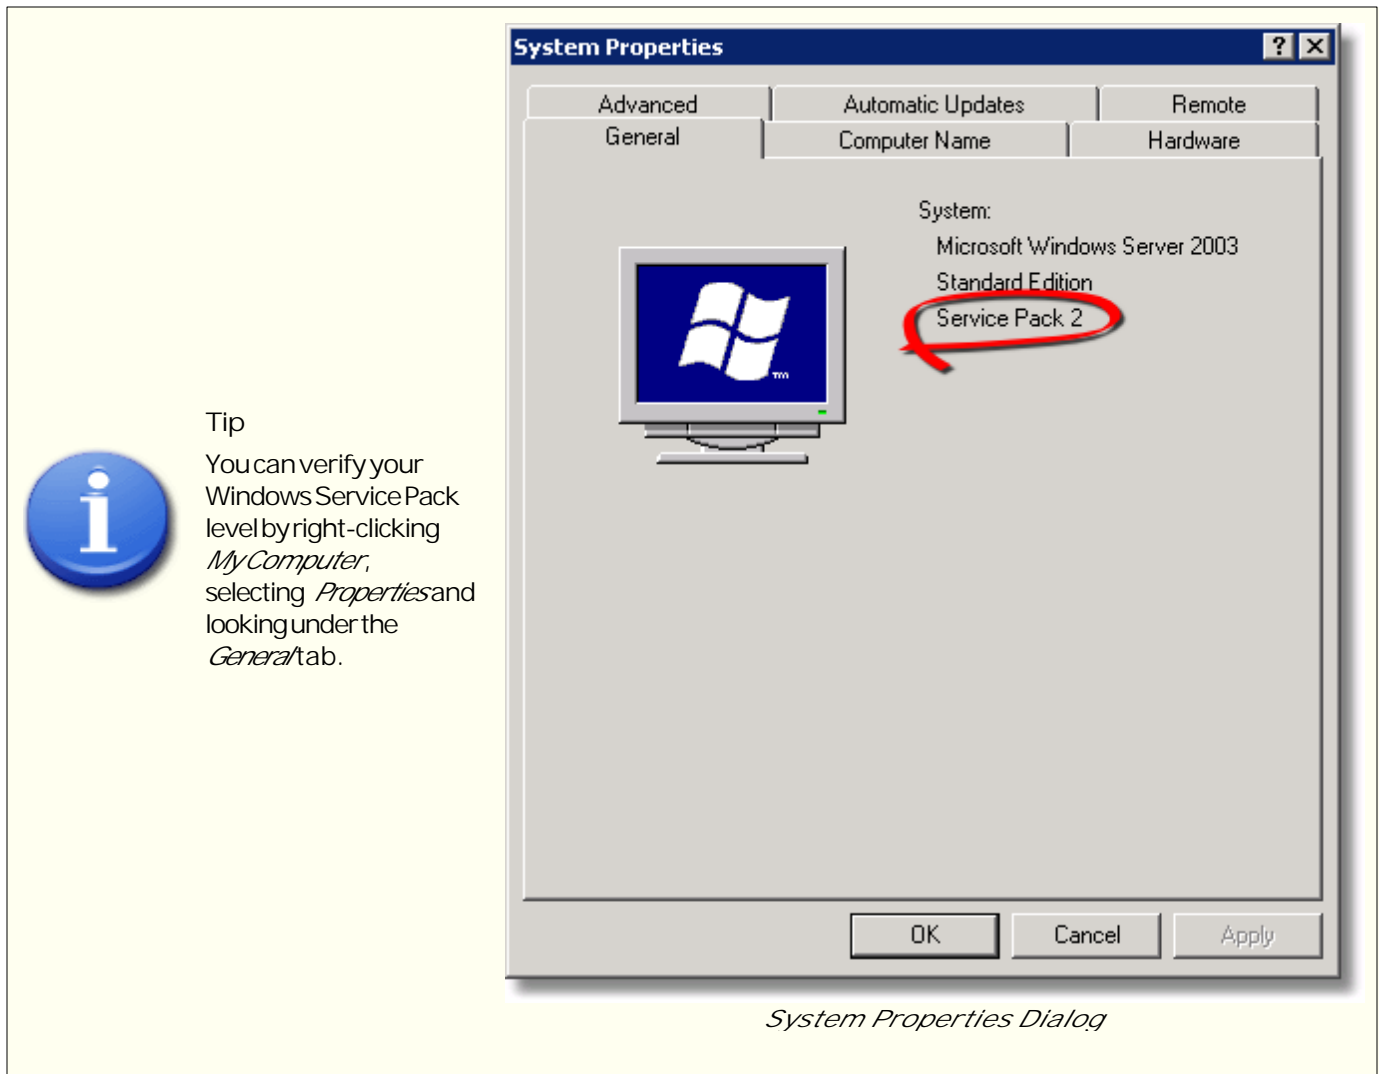 Tip
You can verify your
Windows Service Pack
level by right-clicking
My Computer,
selecting Properties and
looking under the
General tab.
System Properties
Advanced Automatic Updates Remote
General Computer Name Hardware
System:
Microsoft Windows Server 2003
Standard Edition
Service Pack 2
TM
OK Cancel Apply
System Properties Dialog